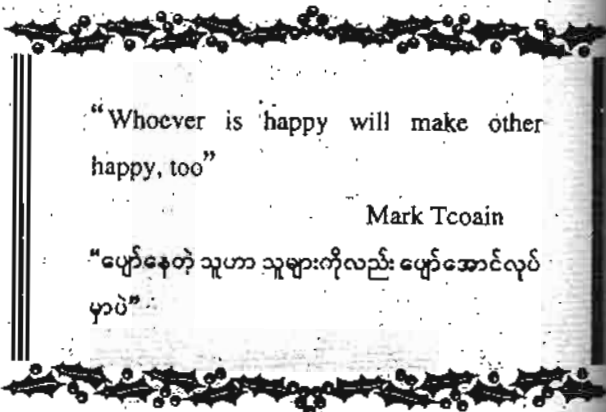 “Whoever is happy will make other
happy, too”
Mark Tcoain
“ပျော်နေတဲ့ သူဟာ သူများကိုလည်း ပျော်အောင်လုပ်
မှာပဲ”